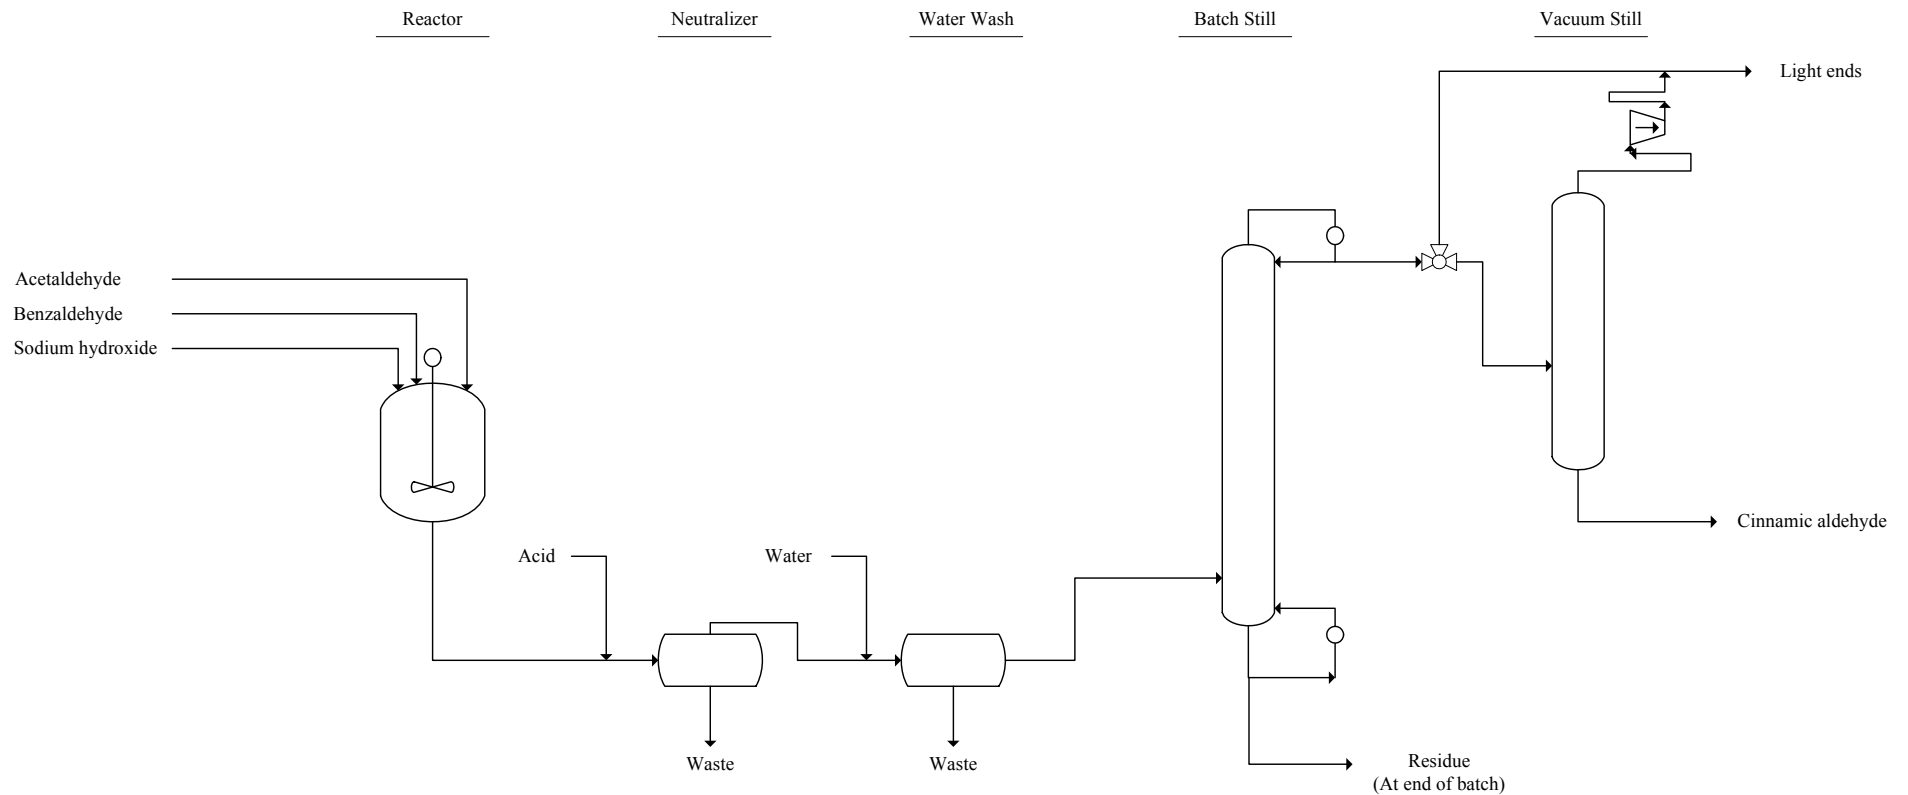 Reactor
Neutralizer
Water Wash
Batch Still
Vacuum Still
Light ends
Acetaldehyde
Benzaldehyde
Sodium hydroxide
Cinnamic aldehyde
Acid
Water
Waste
Waste
Residue
(At end of batch)